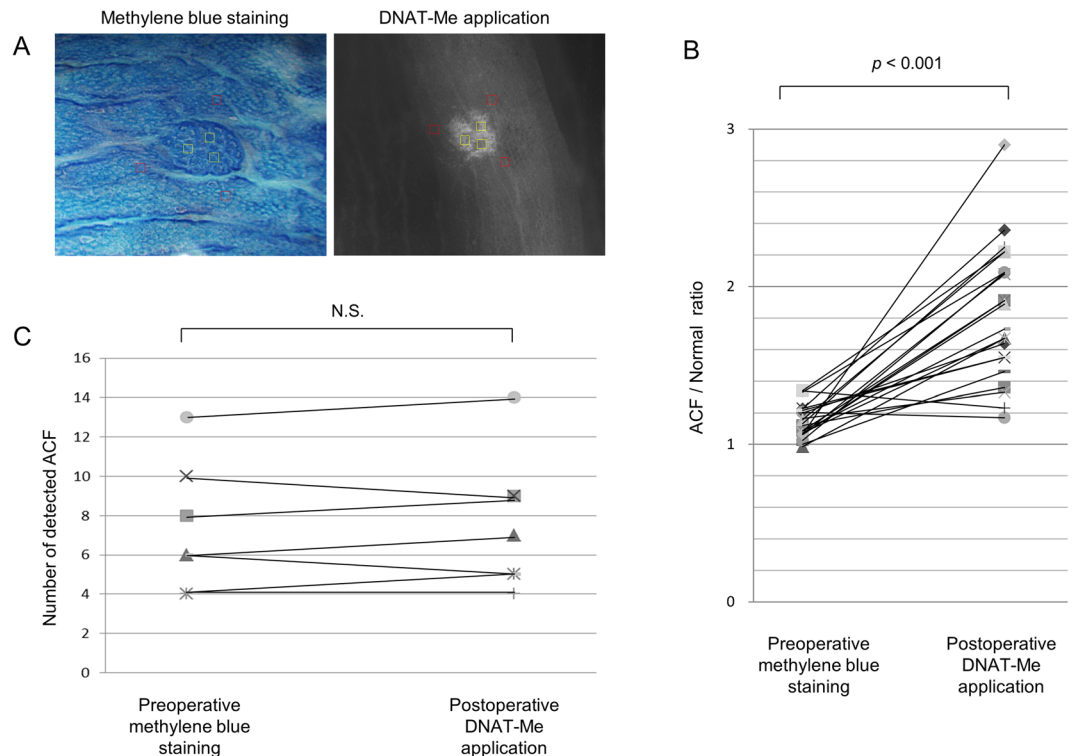 Methylene blue staining
DNAT-Me application
A
B
p < 0.001
3
2
1
0
ACF / Normal ratio
Preoperative
methylene blue
staining
Postoperative
DNAT-Me
application
C
N.S.
16
14
12
10
8
6
4
2
0
Number of detected ACF
Preoperative
methylene blue
staining
Postoperative
DNAT-Me
application